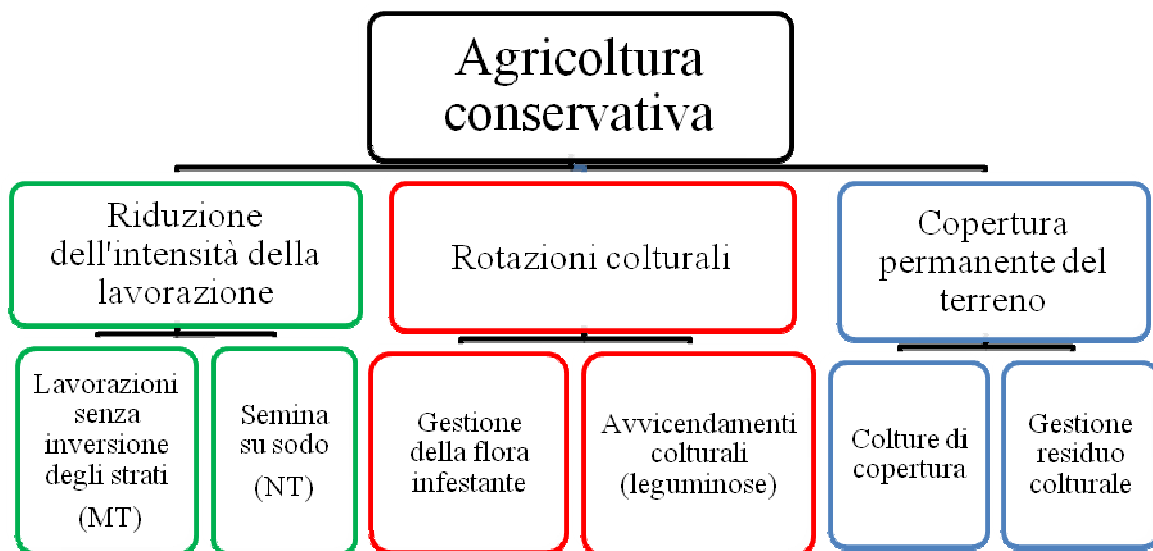 Agricoltura
conservativa
Riduzione
dell'intensità della
lavorazione
Rotazioni colturali
Copertura
permanente del
terreno
Lavorazioni
senza
inversione
degli strati
(MT)
Semina
su sodo
(NT)
Gestione
della flora
infestante
Avvicendamenti
colturali
(leguminose)
Colture di
copertura
Gestione
residuo
colturale